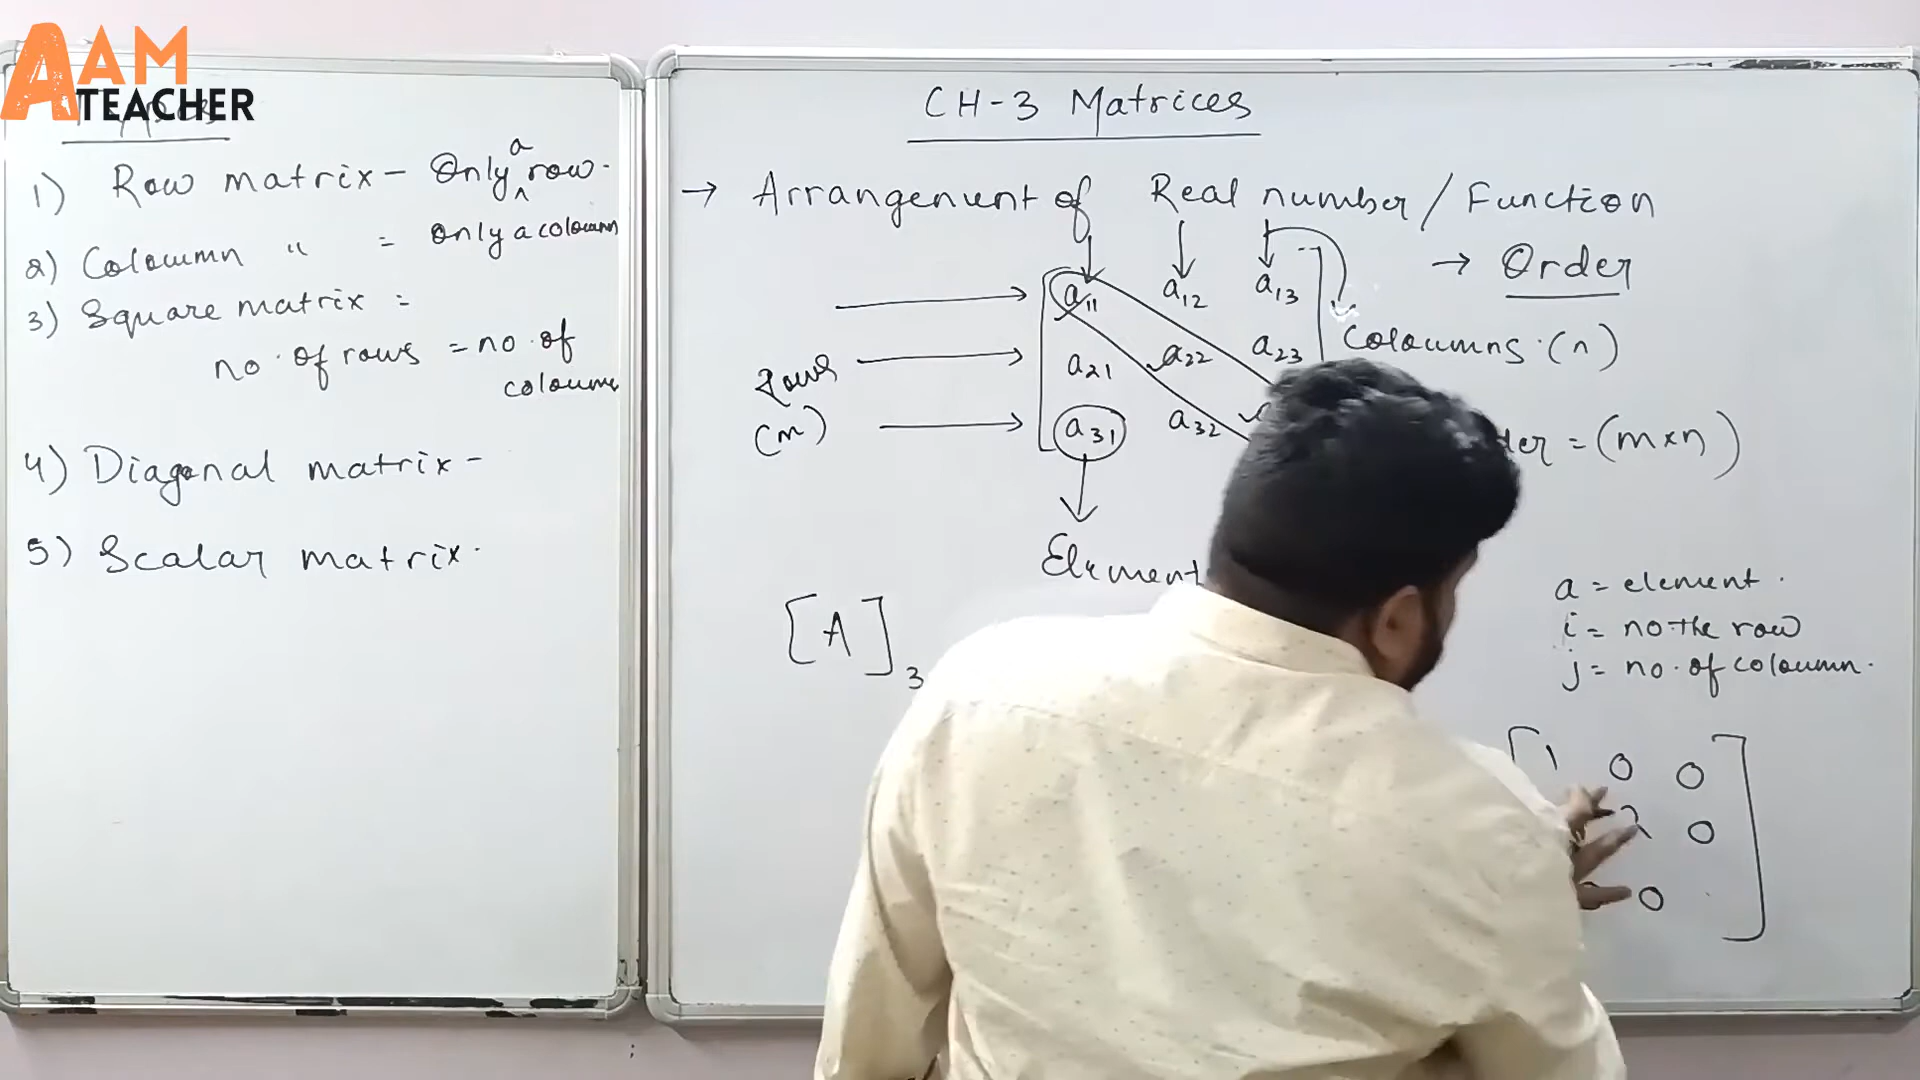 AAM
TEACHER
1) Row matrix - Only a row.
2) Coloumn " = Only a coloumn
3) Square matrix =
no. of rows = no. of
coloumn
4) Diagonal matrix -
5) Scalar matrix.
CH-3 Matrices
→ Arrangement of Real number / Function
→ Order
a11 a12 a13
Coloumns. (n)
a21 a22 a23
Rows
(m)
a31 a32
= (m×n)
Element
[A]3
a = element.
i = no. the row
j = no. of coloumn.
1 0 0
2 0
0